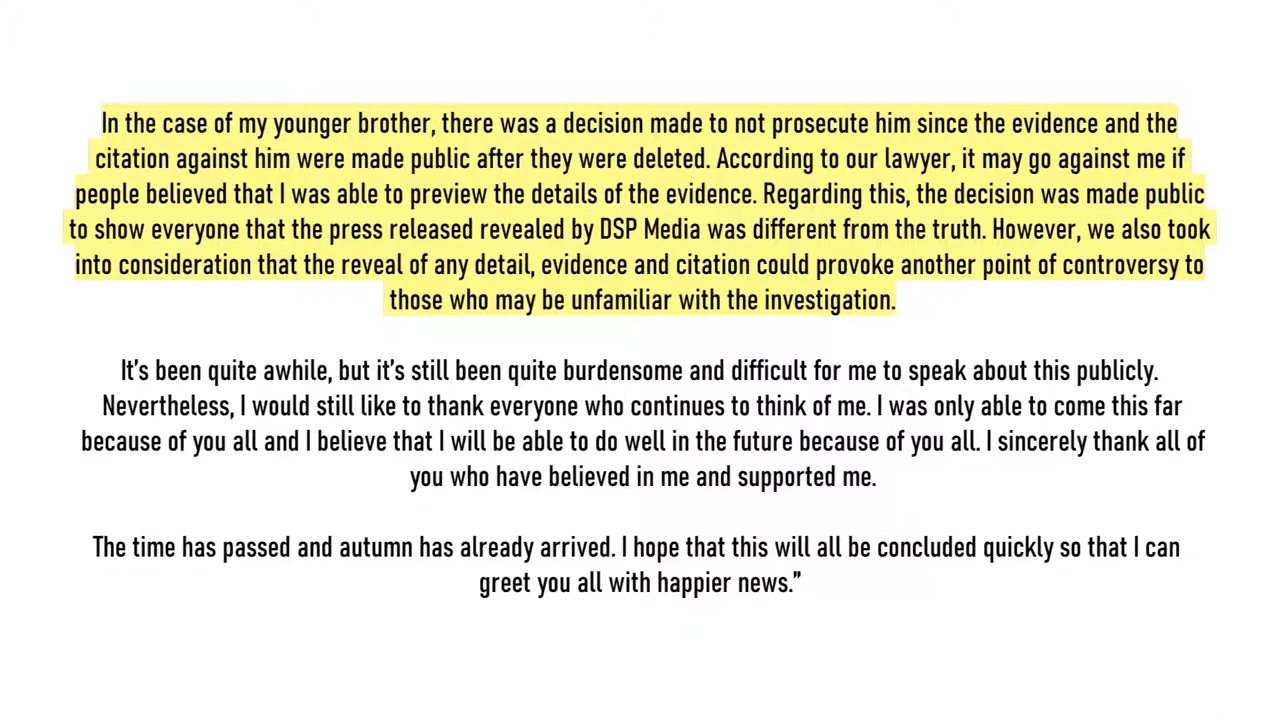 In the case of my younger brother, there was a decision made to not prosecute him since the evidence and the
citation against him were made public after they were deleted. According to our lawyer, it may go against me if
people believed that I was able to preview the details of the evidence. Regarding this, the decision was made public
to show everyone that the press released revealed by DSP Media was different from the truth. However, we also took
into consideration that the reveal of any detail, evidence and citation could provoke another point of controversy to
those who may be unfamiliar with the investigation.
It’s been quite awhile, but it’s still been quite burdensome and difficult for me to speak about this publicly.
Nevertheless, I would still like to thank everyone who continues to think of me. I was only able to come this far
because of you all and I believe that I will be able to do well in the future because of you all. I sincerely thank all of
you who have believed in me and supported me.
The time has passed and autumn has already arrived. I hope that this will all be concluded quickly so that I can
greet you all with happier news.”